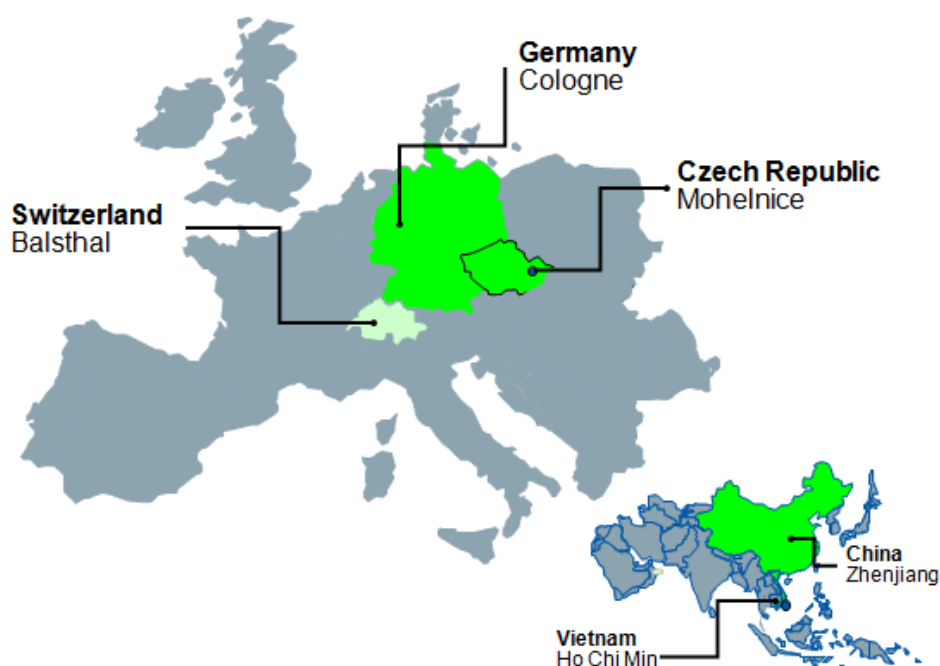 Germany
Cologne
Czech Republic
Mohelnice
Switzerland
Balsthal
China
Zhenjiang
Vietnam
Ho Chi Min